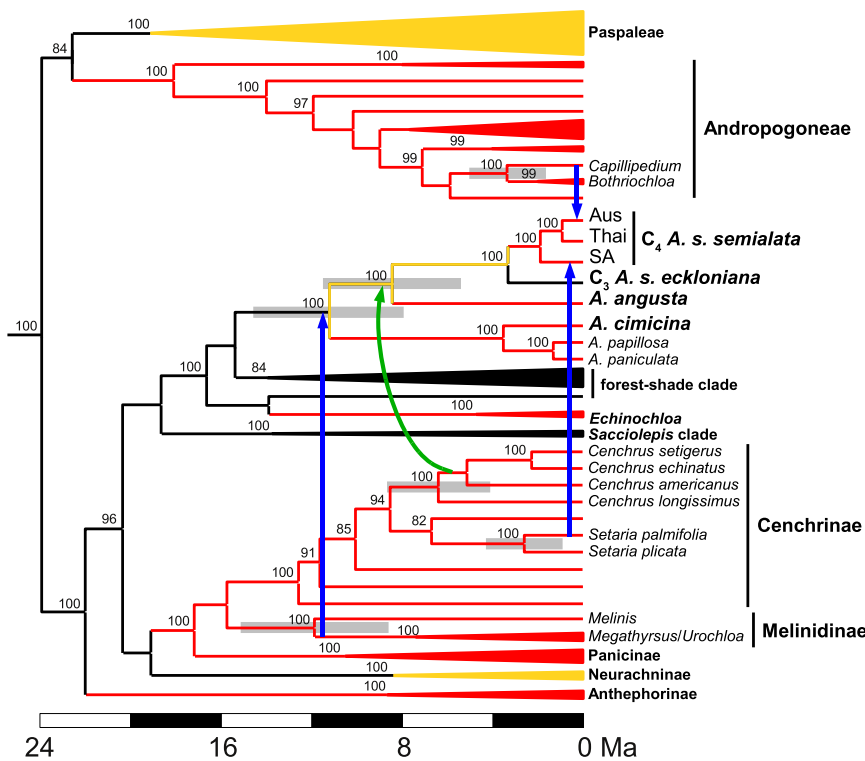 100
Paspaleae
84
100
100
100
97
Andropogoneae
99
99
100
Capillipedium
99
Bothriochloa
Aus
100
Thai
C4 A. s. semialata
100
SA
100
100
C3 A. s. eckloniana
A. angusta
100
A. cimicina
100
100
A. papillosa
100
A. paniculata
100
84
forest-shade clade
100
Echinochloa
100
Sacciolepis clade
Cenchrus setigerus
100
Cenchrus echinatus
100
Cenchrus americanus
94
Cenchrus longissimus
Cenchrinae
96
85
82
100
Setaria palmifolia
Setaria plicata
91
100
100
Melinis
100
100
Megathyrsus/Urochloa
Melinidinae
100
Panicinae
100
Neurachninae
100
Anthephorinae
24 16 8 0 Ma